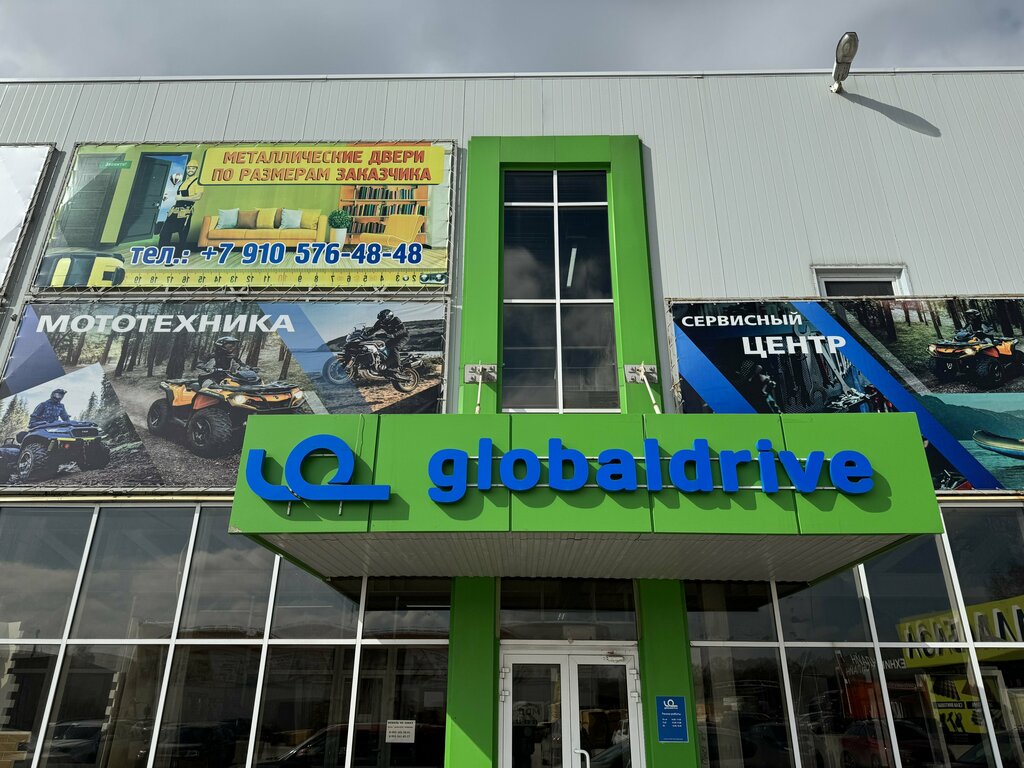 МЕТАЛЛИЧЕСКИЕ ДВЕРИ
ПО РАЗМЕРАМ ЗАКАЗЧИКА
тел.: +7 910 576-48-48
МОТОТЕХНИКА
СЕРВИСНЫЙ
ЦЕНТР
globaldrive